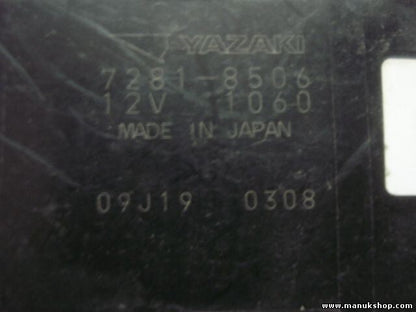 YAZAKI
7281-8506
12V 1060
MADE IN JAPAN
09J19 0308
www.manukshop.com